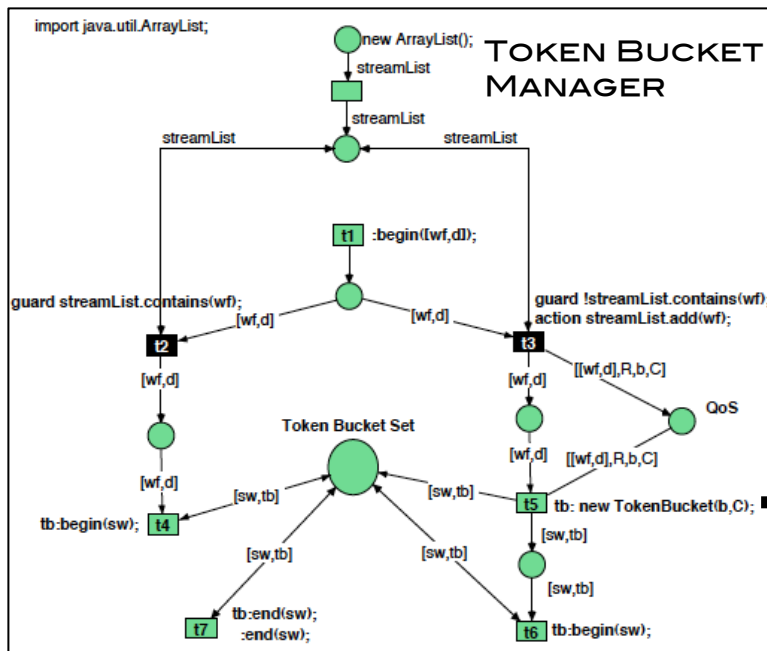 import java.util.ArrayList;
new ArrayList();
TOKEN BUCKET
MANAGER
streamList
streamList
streamList
streamList
t1
:begin([wf,d]);
guard streamList.contains(wf);
guard !streamList.contains(wf);
action streamList.add(wf);
[wf,d]
[wf,d]
t2
t3
[wf,d]
[wf,d]
[[wf,d],R,b,C]
QoS
Token Bucket Set
[wf,d]
[wf,d]
[[wf,d],R,b,C]
[sw,tb]
[sw,tb]
tb:begin(sw);
t4
t5
tb: new TokenBucket(b,C);
[sw,tb]
[sw,tb]
[sw,tb]
[sw,tb]
t7
tb:end(sw);
:end(sw);
t6
tb:begin(sw);